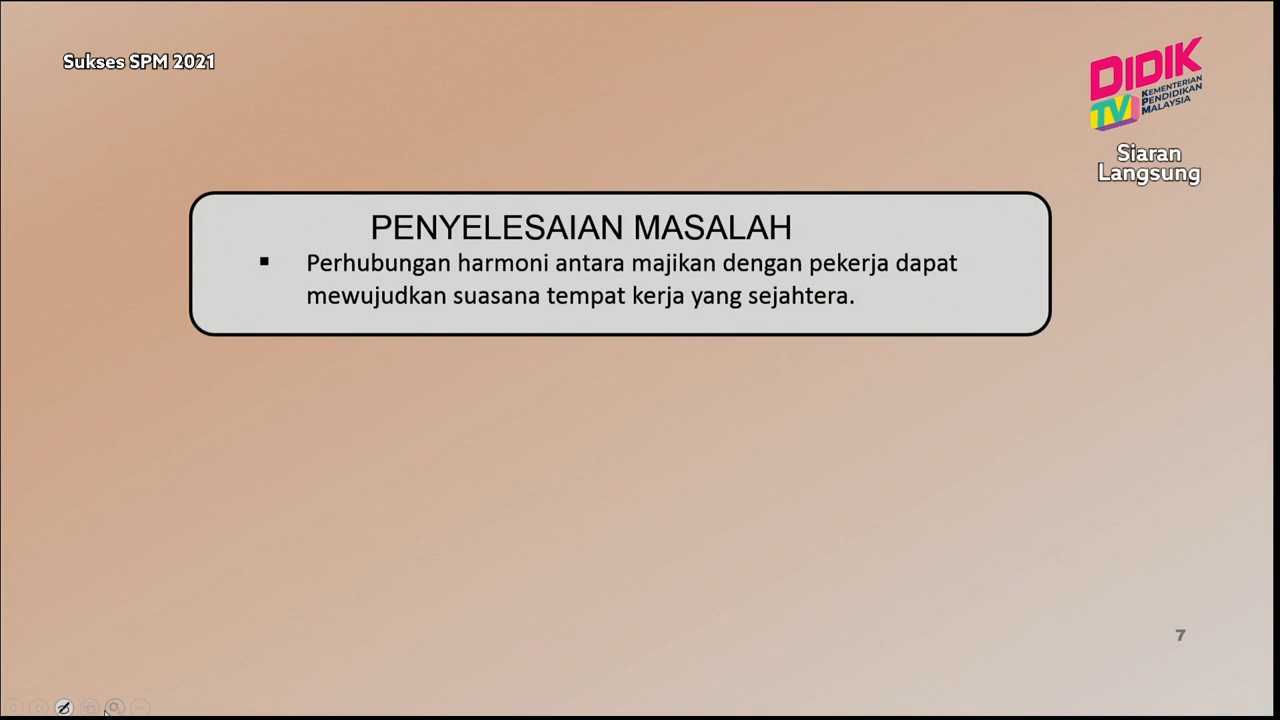 Sukses SPM 2021
DIDIK
TV
KEMENTERIAN
PENDIDIKAN
MALAYSIA
Siaran
Langsung
PENYELESAIAN MASALAH
▪ Perhubungan harmoni antara majikan dengan pekerja dapat
mewujudkan suasana tempat kerja yang sejahtera.
7